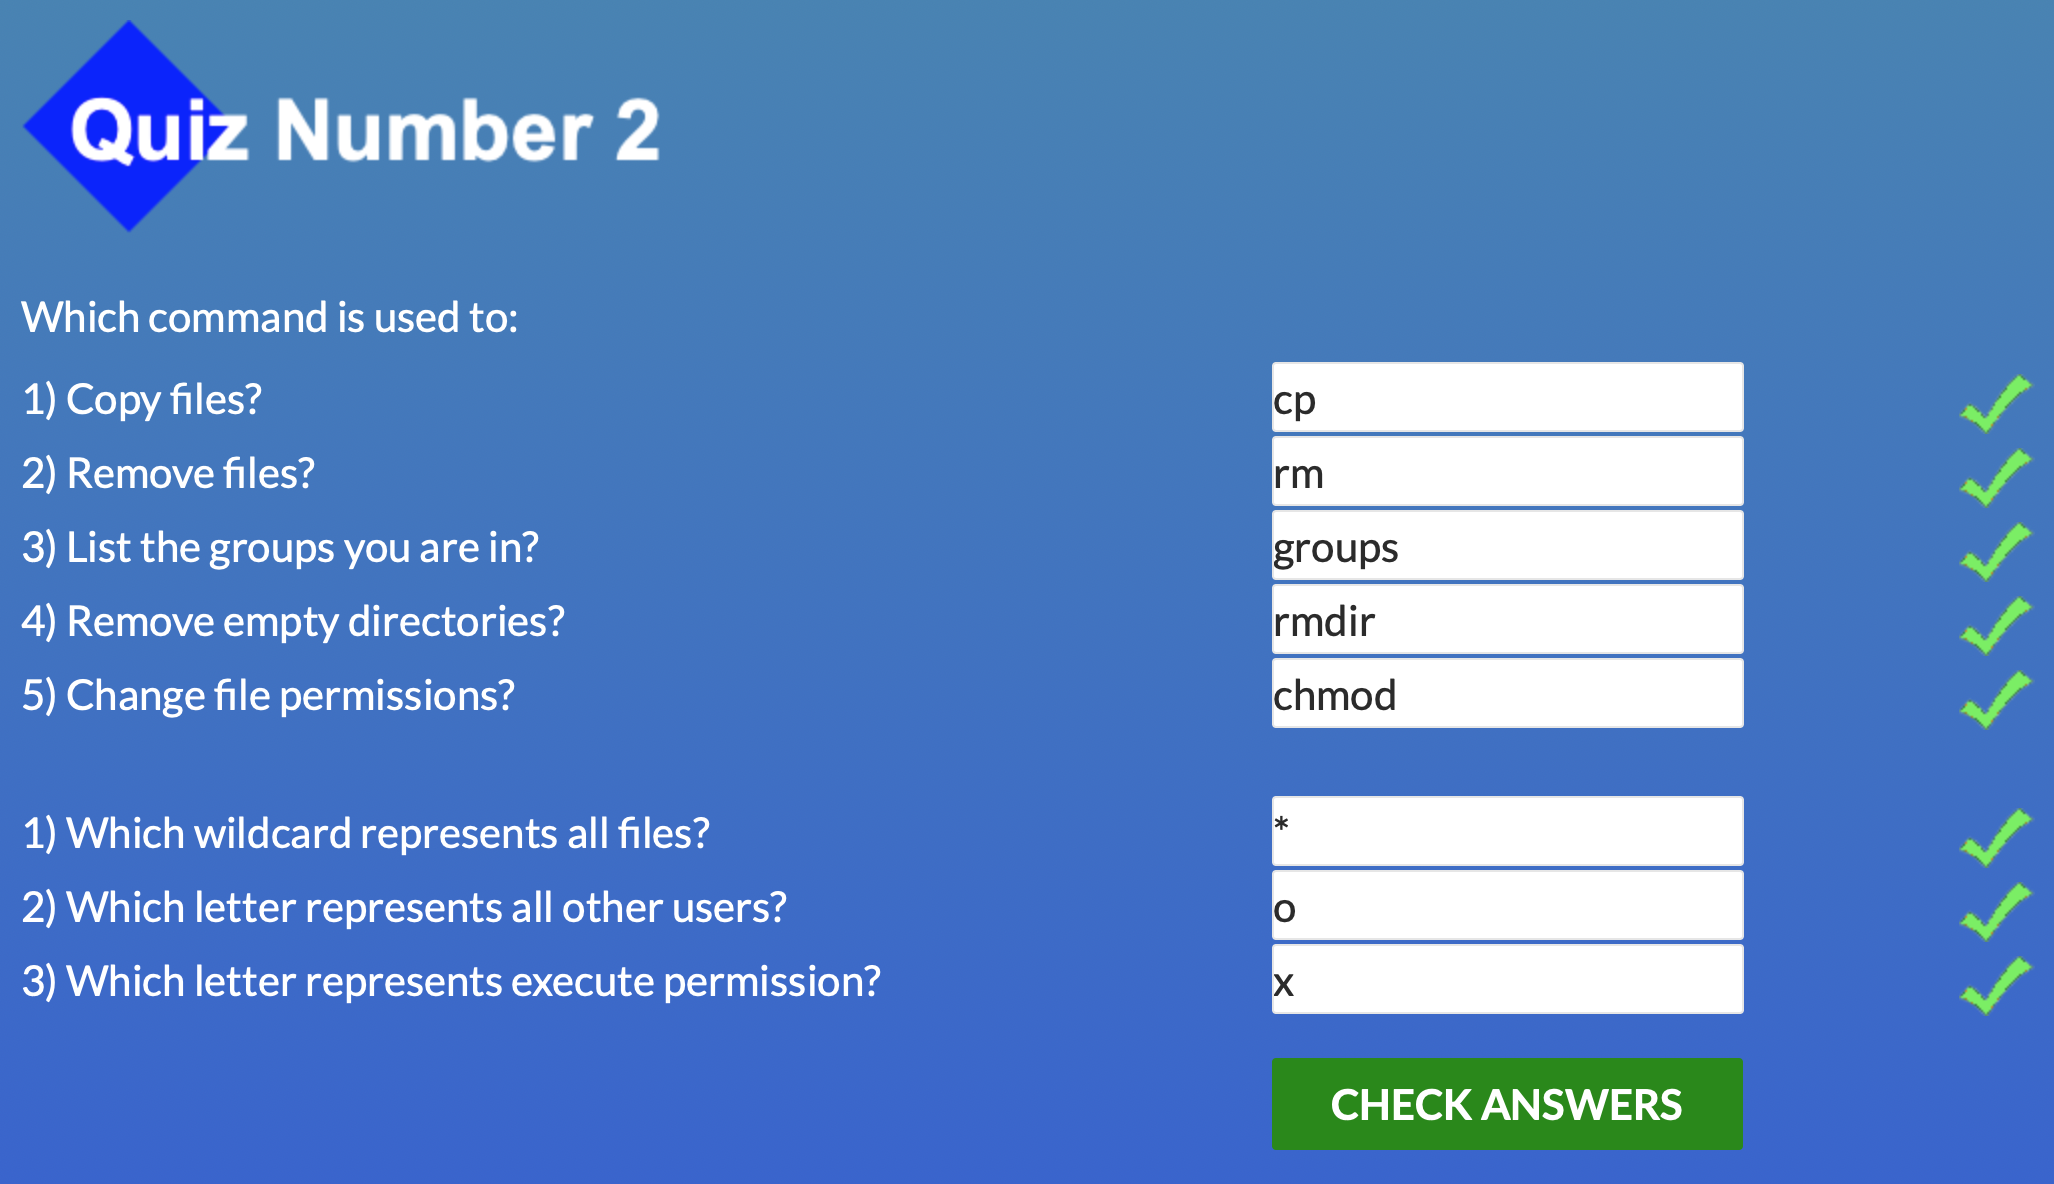 Quiz Number 2
Which command is used to:
1) Copy files? cp
2) Remove files? rm
3) List the groups you are in? groups
4) Remove empty directories? rmdir
5) Change file permissions? chmod
1) Which wildcard represents all files? *
2) Which letter represents all other users? o
3) Which letter represents execute permission? x
CHECK ANSWERS